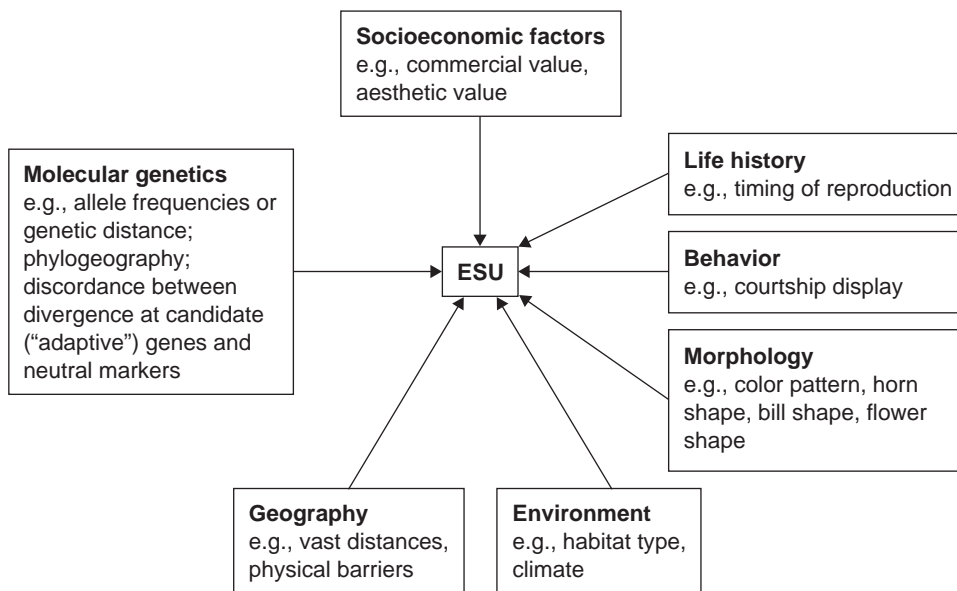 Socioeconomic factors
e.g., commercial value,
aesthetic value
Molecular genetics
e.g., allele frequencies or
genetic distance;
phylogeography;
discordance between
divergence at candidate
(“adaptive”) genes and
neutral markers
ESU
Life history
e.g., timing of reproduction
Behavior
e.g., courtship display
Morphology
e.g., color pattern, horn
shape, bill shape, flower
shape
Geography
e.g., vast distances,
physical barriers
Environment
e.g., habitat type,
climate